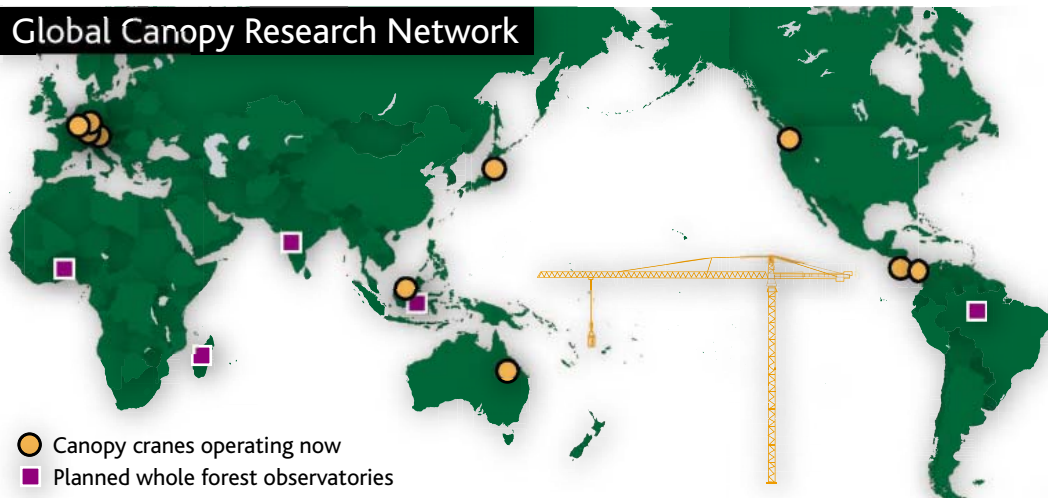 Global Canopy Research Network
Canopy cranes operating now
Planned whole forest observatories